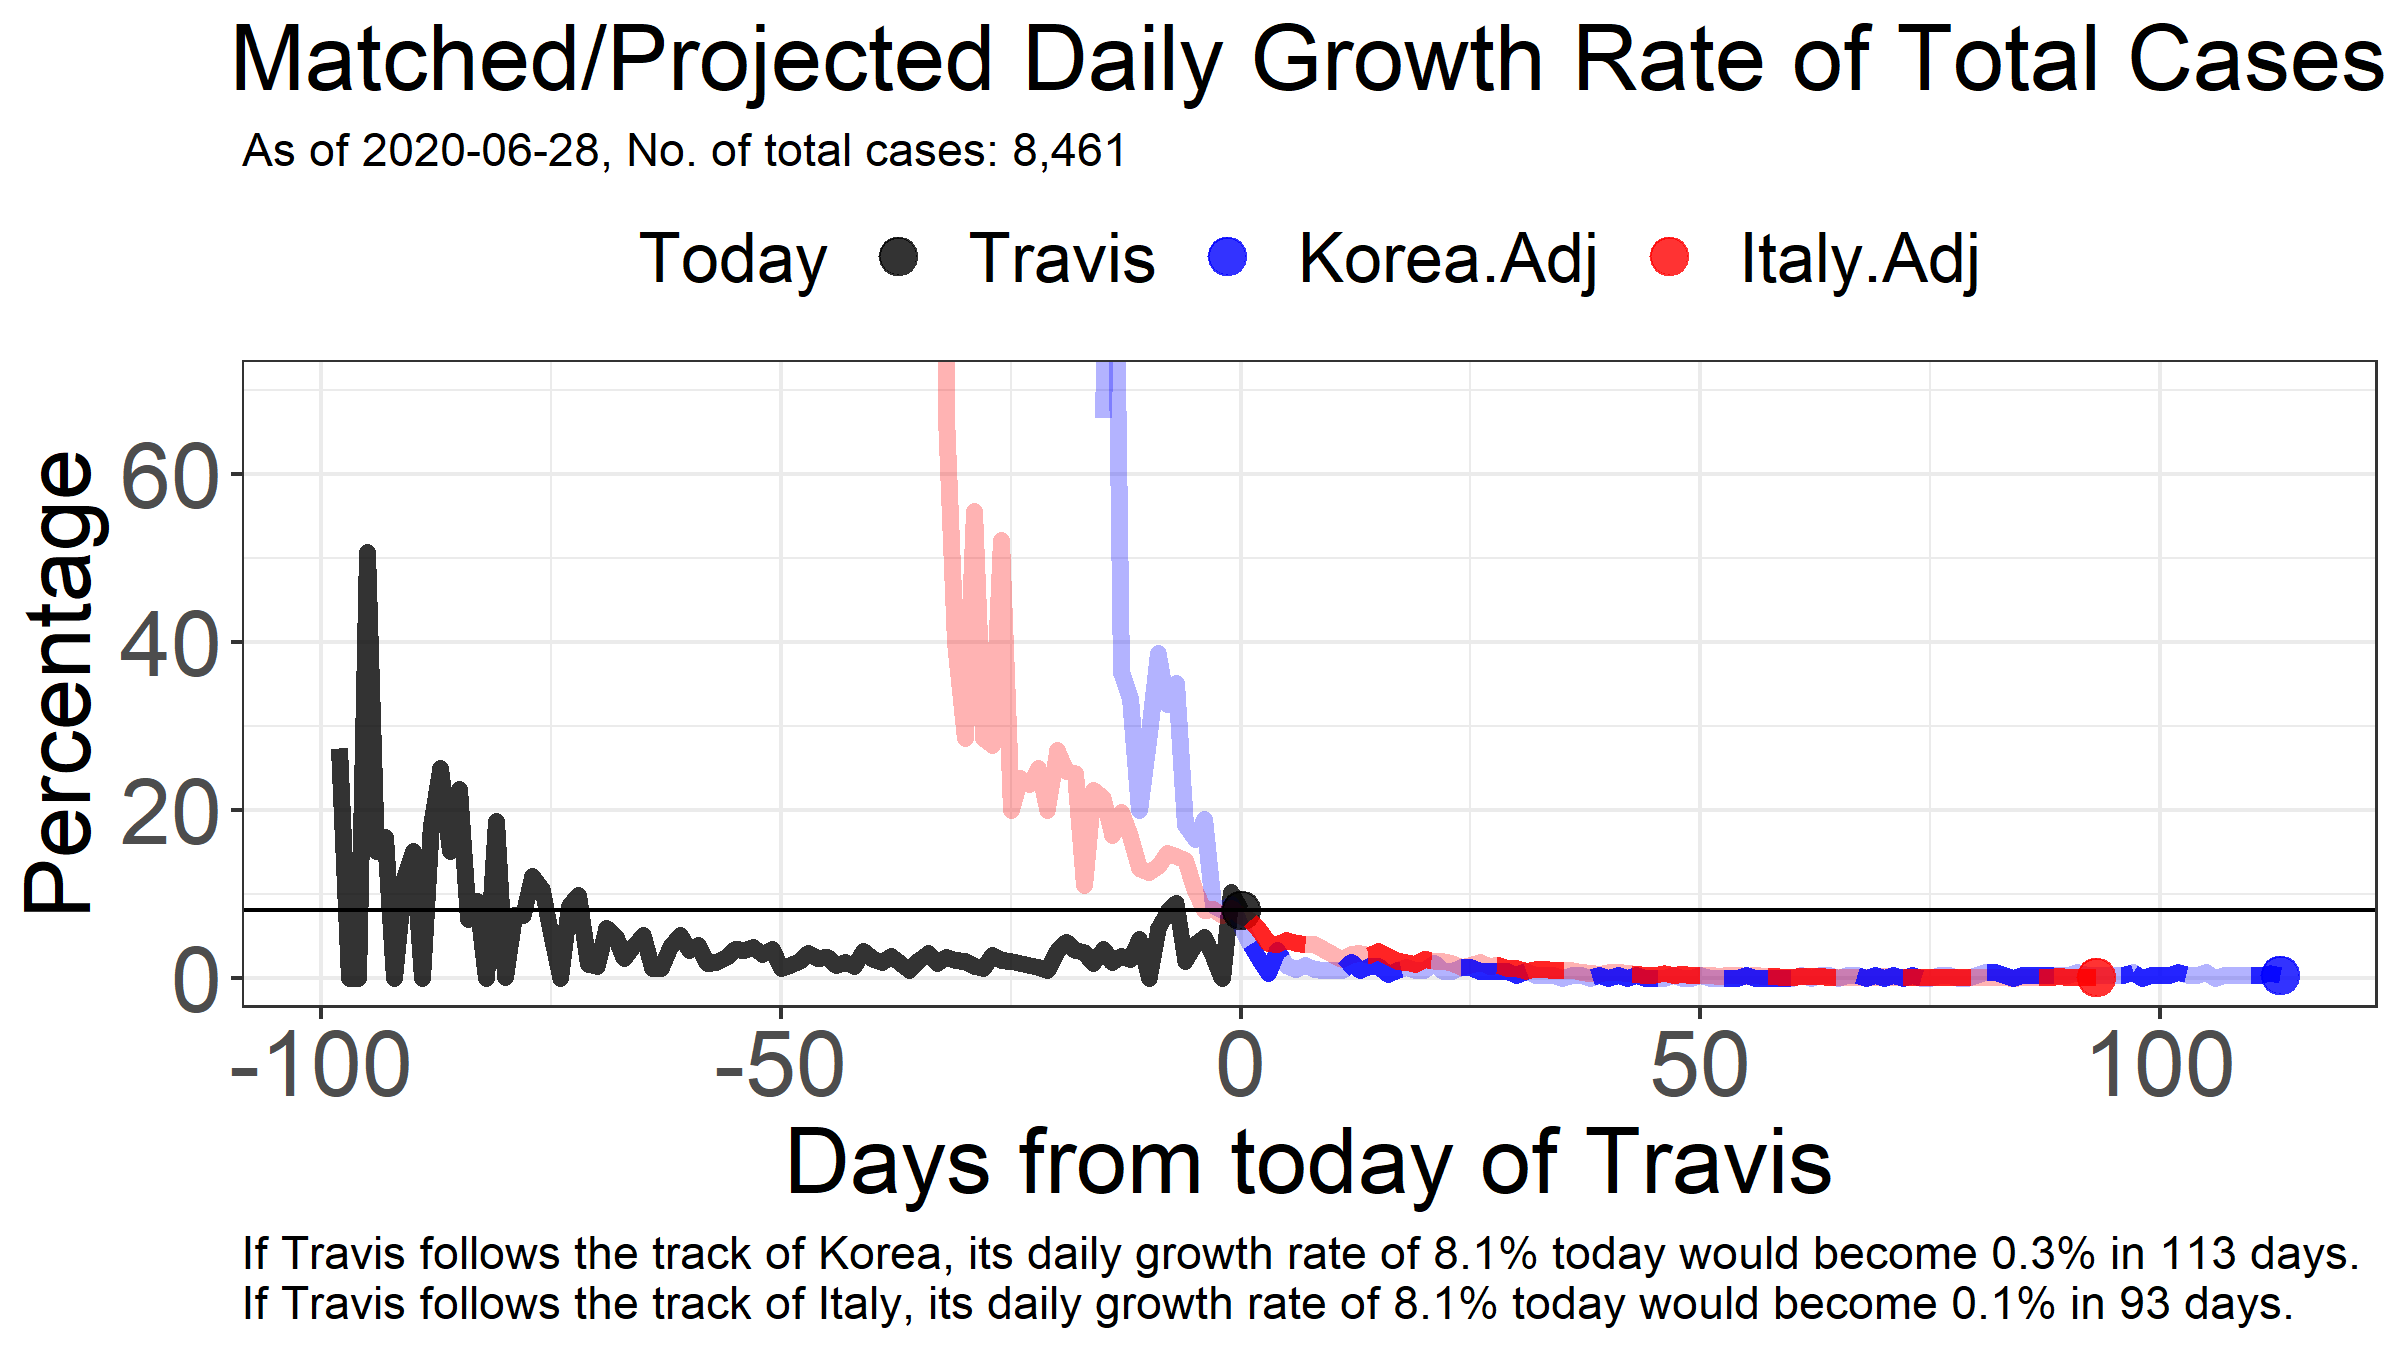 Matched/Projected Daily Growth Rate of Total Cases
As of 2020-06-28, No. of total cases: 8,461
Today Travis Korea.Adj Italy.Adj
Percentage
60
40
20
0
-100 -50 0 50 100
Days from today of Travis
If Travis follows the track of Korea, its daily growth rate of 8.1% today would become 0.3% in 113 days.
If Travis follows the track of Italy, its daily growth rate of 8.1% today would become 0.1% in 93 days.